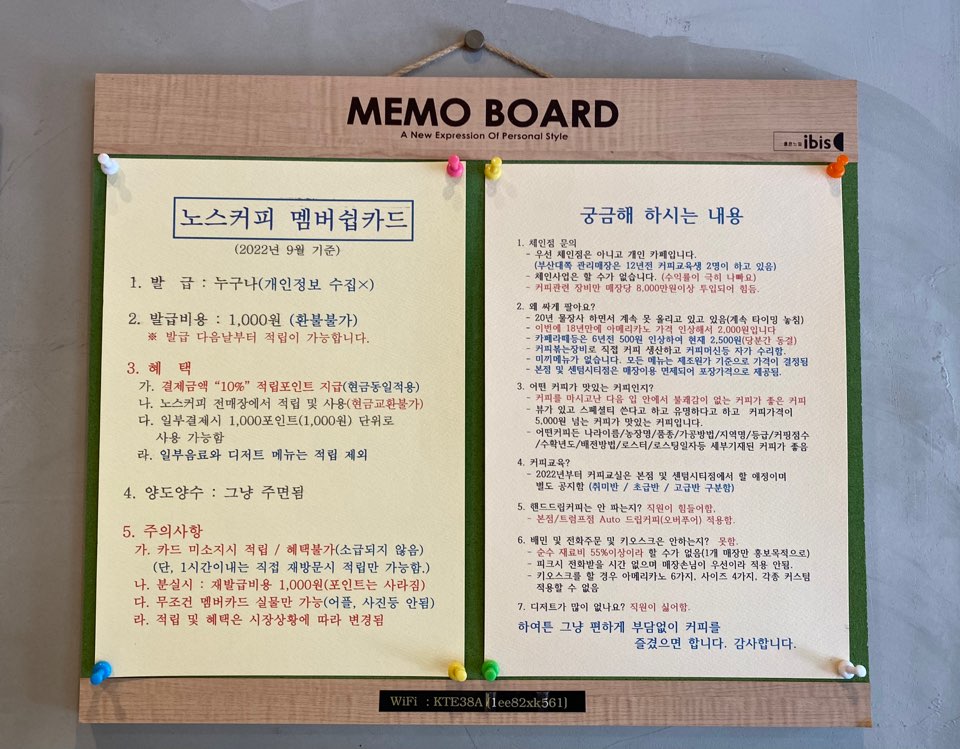 MEMO BOARD
A New Expression Of Personal Style
ibis
노스커피 멤버쉽카드
(2022년 9월 기준)
1. 발 급 : 누구나(개인정보 수집×)
2. 발급비용 : 1,000원 (환불불가)
※ 발급 다음날부터 적립이 가능합니다.
3. 혜 택
가. 결제금액 “10%” 적립포인트 지급(현금동일적용)
나. 노스커피 전매장에서 적립 및 사용(현금교환불가)
다. 일부결제시 1,000포인트(1,000원) 단위로
사용 가능함
라. 일부음료와 디저트 메뉴는 적립 제외
4. 양도양수 : 그냥 주면됨
5. 주의사항
가. 카드 미소지시 적립 / 혜택불가(소급되지 않음)
(단, 1시간이내는 직접 재방문시 적립만 가능함.)
나. 분실시 : 재발급비용 1,000원(포인트는 사라짐)
다. 무조건 멤버카드 실물만 가능(어플, 사진등 안됨)
라. 적립 및 혜택은 시장상황에 따라 변경됨
궁금해 하시는 내용
1. 체인점 문의
- 우선 체인점은 아니고 개인 카페입니다.
(부산대쪽 관리매장은 12년전 커피교육생 2명이 하고 있음)
- 체인사업은 할 수가 없습니다. (수익률이 극히 나빠요)
- 커피관련 장비만 매장당 8,000만원이상 투입되어 힘듬.
2. 왜 싸게 팔아요?
- 20년 물장사 하면서 계속 못 올리고 있고 있음(계속 타이밍 놓침)
- 이번에 18년만에 아메리카노 가격 인상해서 2,000원입니다
- 카페라떼등은 6년전 500원 인상하여 현재 2,500원(당분간 동결)
- 커피볶는장비로 직접 커피 생산하고 커피머신등 자가 수리함.
- 미끼메뉴가 없습니다. 모든 메뉴는 제조원가 기준으로 가격이 결정됨
- 본점 및 센텀시티점은 매장이용 면제되어 포장가격으로 제공됨.
3. 어떤 커피가 맛있는 커피인지?
- 커피를 마시고난 다음 입 안에서 불쾌감이 없는 커피가 좋은 커피
- 뷰가 있고 스페셜티 쓴다고 하고 유명하다고 하고 커피가격이
5,000원 넘는 커피가 맛있는 커피입니다.
- 어떤커피든 나라이름/농장명/품종/가공방법/지역명/등급/커핑점수
/수확년도/배전방법/로스터/로스팅일자등 세부기재된 커피가 좋음
4. 커피교육?
- 2022년부터 커피교실은 본점 및 센텀시티점에서 할 예정이며
별도 공지함 (취미반 / 초급반 / 고급반 구분함)
5. 핸드드립커피는 안 파는지? 직원이 힘들어함.
- 본점/트럼프점 Auto 드립커피(오버푸어) 적용함.
6. 배민 및 전화주문 및 키오스크는 안하는지? 못함.
- 순수 재료비 55%이상이라 할 수가 없음(1개 매장만 홍보목적으로)
- 피크시 전화받을 시간 없으며 매장손님이 우선이라 적용 안됨.
- 키오스크를 할 경우 아메리카노 6가지. 사이즈 4가지. 각종 커스텀
적용할 수 없음
7. 디저트가 많이 없나요? 직원이 싫어함.
하여튼 그냥 편하게 부담없이 커피를
즐겼으면 합니다. 감사합니다.
WiFi : KTE38A [1ee82xk561]